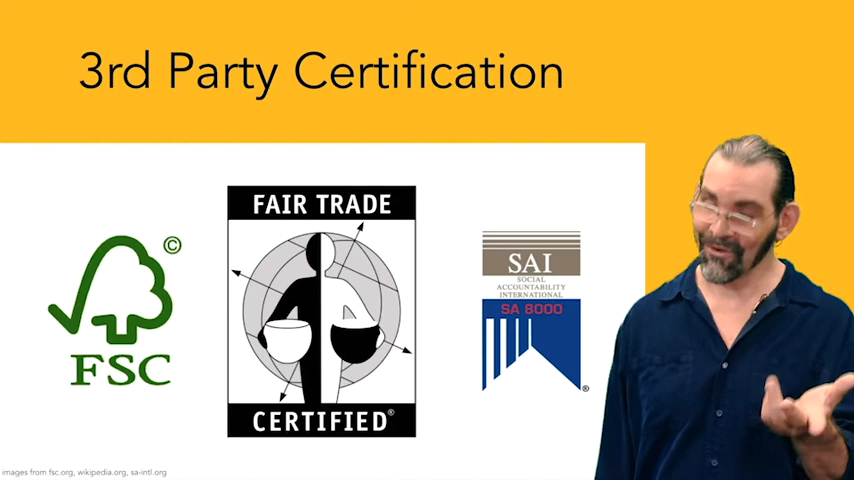 3rd Party Certification
FAIR TRADE
©
FSC
SAI
SOCIAL
ACCOUNTABILITY
INTERNATIONAL
SA 8000
®
CERTIFIED®
images from fsc.org, wikipedia.org, sa-intl.org